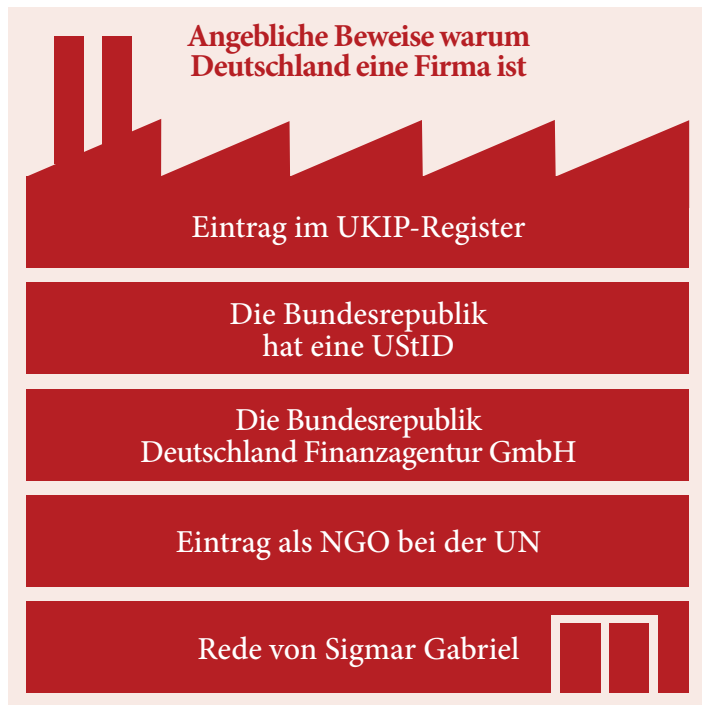 Angebliche Beweise warum
Deutschland eine Firma ist
Eintrag im UKIP-Register
Die Bundesrepublik
hat eine UStID
Die Bundesrepublik
Deutschland Finanzagentur GmbH
Eintrag als NGO bei der UN
Rede von Sigmar Gabriel